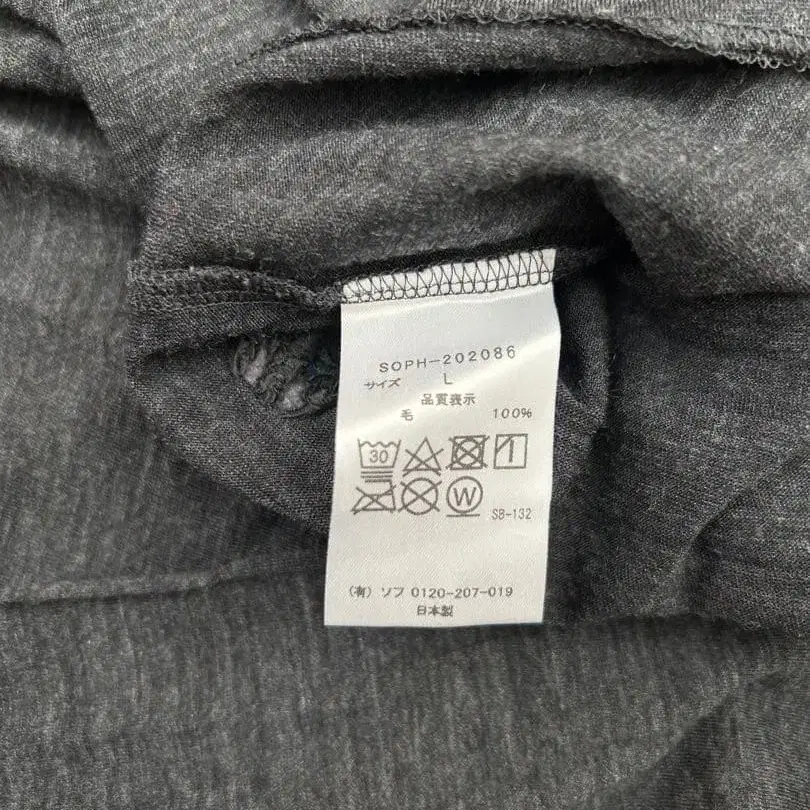 SOPH-202086
サイズ L
品質表示
毛 100%
30
W
SB-132
(有) ソフ 0120-207-019
日本製